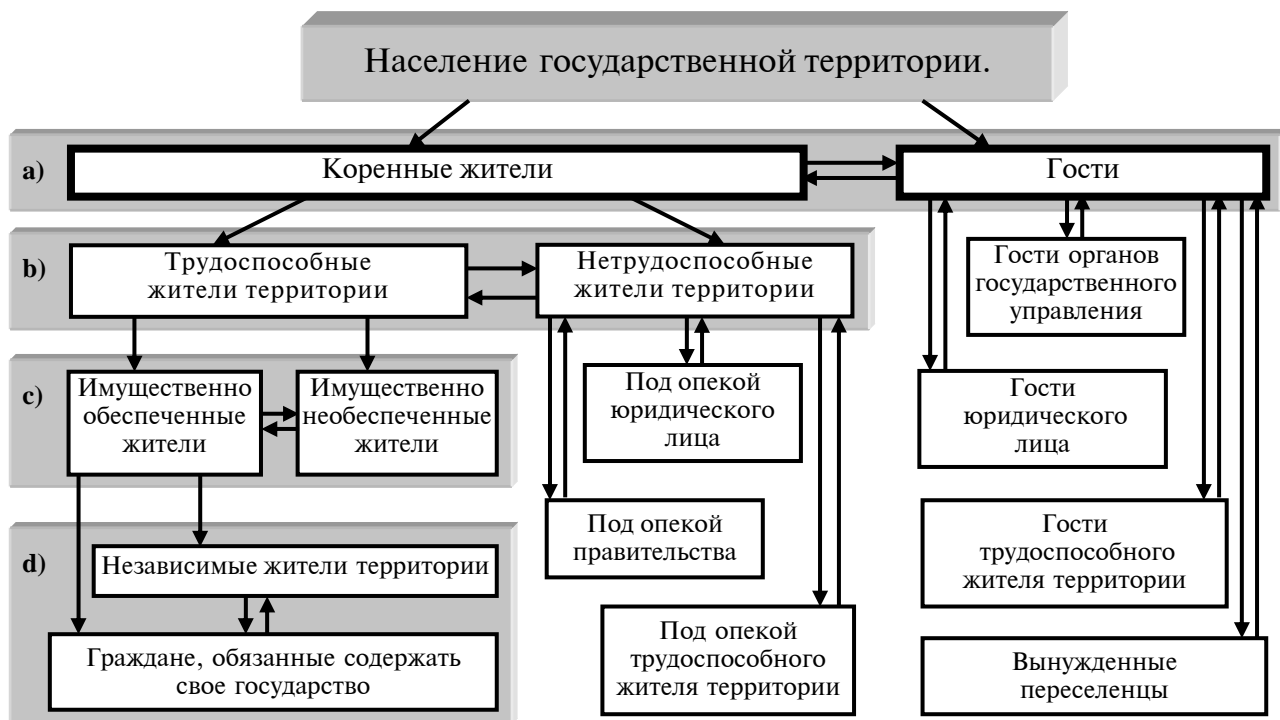 Население государственной территории.
a)
Коренные жители
Гости
b)
Трудоспособные
жители территории
Нетрудоспособные
жители территории
Гости органов
государственного
управления
c)
Имущественно
обеспеченные
жители
Имущественно
необеспеченные
жители
Под опекой
юридического
лица
Гости
юридического
лица
Под опекой
правительства
Гости
трудоспособного
жителя территории
d)
Независимые жители территории
Граждане, обязанные содержать
свое государство
Под опекой
трудоспособного
жителя территории
Вынужденные
переселенцы